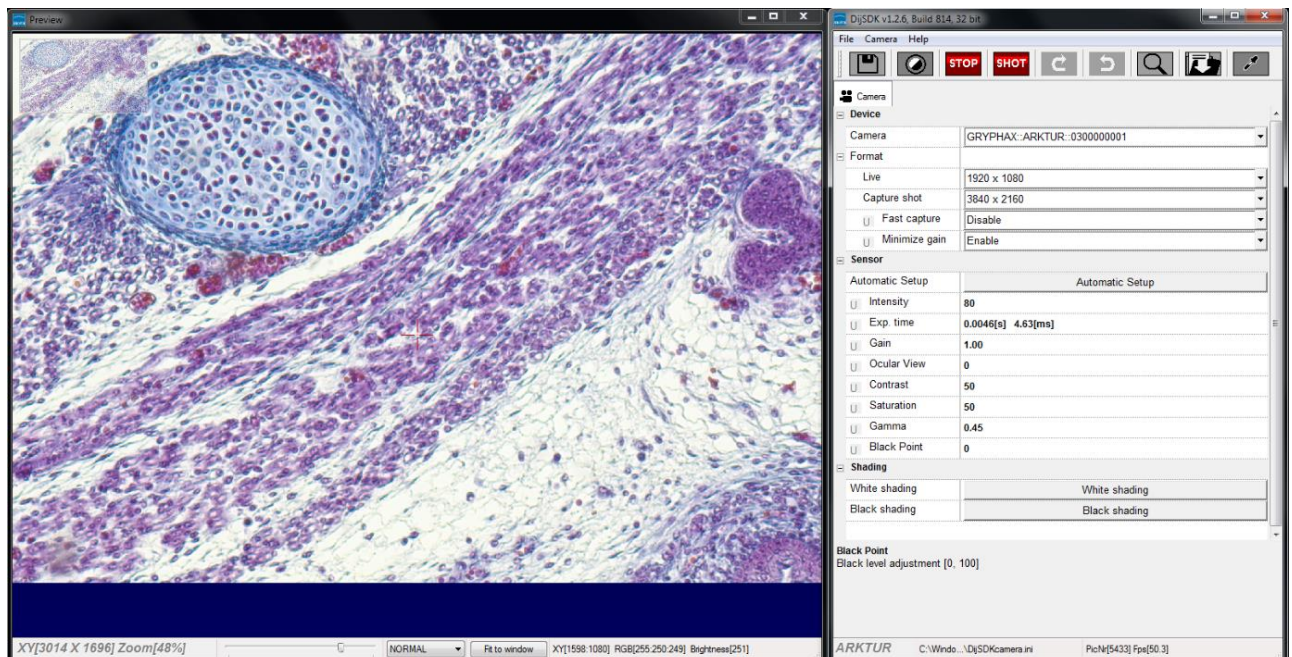 Preview
XY[3014 X 1696] Zoom[48%]
NORMAL
Fit to window
XY[1598:1080] RGB[255:250:249] Brightness[251]
DijSDK v1.2.6, Build 814, 32 bit
File Camera Help
STOP
SHOT
Camera
Device
Camera GRYPHAX::ARKTUR::0300000001
Format
Live 1920 x 1080
Capture shot 3840 x 2160
U Fast capture Disable
U Minimize gain Enable
Sensor
Automatic Setup Automatic Setup
U Intensity 80
U Exp. time 0.0046[s] 4.63[ms]
U Gain 1.00
U Ocular View 0
U Contrast 50
U Saturation 50
U Gamma 0.45
U Black Point 0
Shading
White shading White shading
Black shading Black shading
Black Point
Black level adjustment [0, 100]
ARKTUR C:\Windo...\DijSDKcamera.ini PicNr[5433] Fps[50.3]